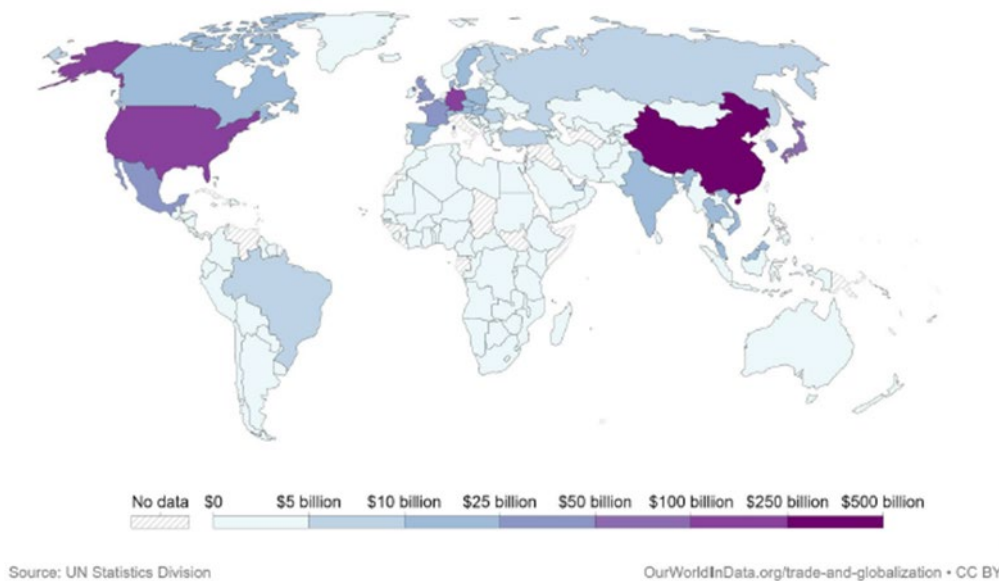 No data $0 $5 billion $10 billion $25 billion $50 billion $100 billion $250 billion $500 billion
Source: UN Statistics Division OurWorldInData.org/trade-and-globalization • CC BY